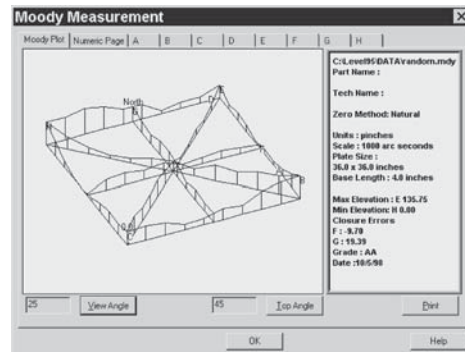 Moody Measurement
Moody Plot Numeric Page A B C D E F G H
North
C:\Level95\DATA\random.mdy
Part Name :
Tech Name :
Zero Method: Natural
Units : µinches
Scale : 1000 arc seconds
Plate Size :
36.0 x 36.0 inches
Base Length : 4.0 inches
Max Elevation: E 135.75
Min Elevation: H 0.00
Closure Errors
F : -9.70
G : 19.39
Grade : AA
Date :10/5/98
25 View Angle 45 Top Angle Print
OK Help